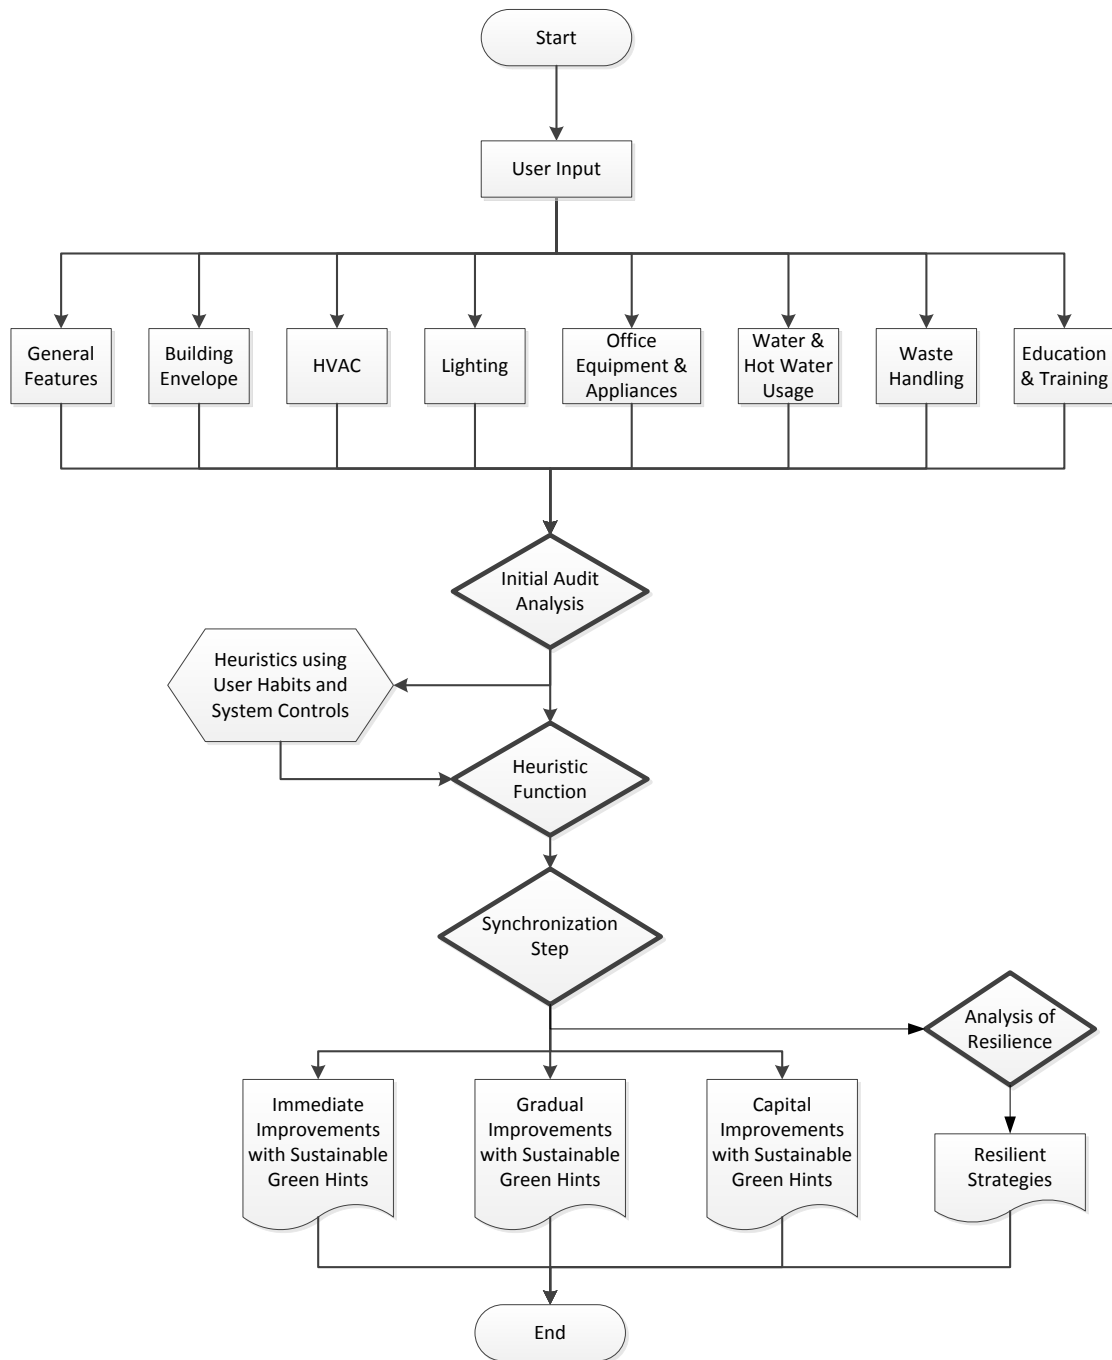 Start
User Input
General
Features
Building
Envelope
HVAC
Lighting
Office
Equipment &
Appliances
Water &
Hot Water
Usage
Waste
Handling
Education
& Training
Initial Audit
Analysis
Heuristics using
User Habits and
System Controls
Heuristic
Function
Synchronization
Step
Analysis of
Resilience
Immediate
Improvements
with Sustainable
Green Hints
Gradual
Improvements
with Sustainable
Green Hints
Capital
Improvements
with Sustainable
Green Hints
Resilient
Strategies
End